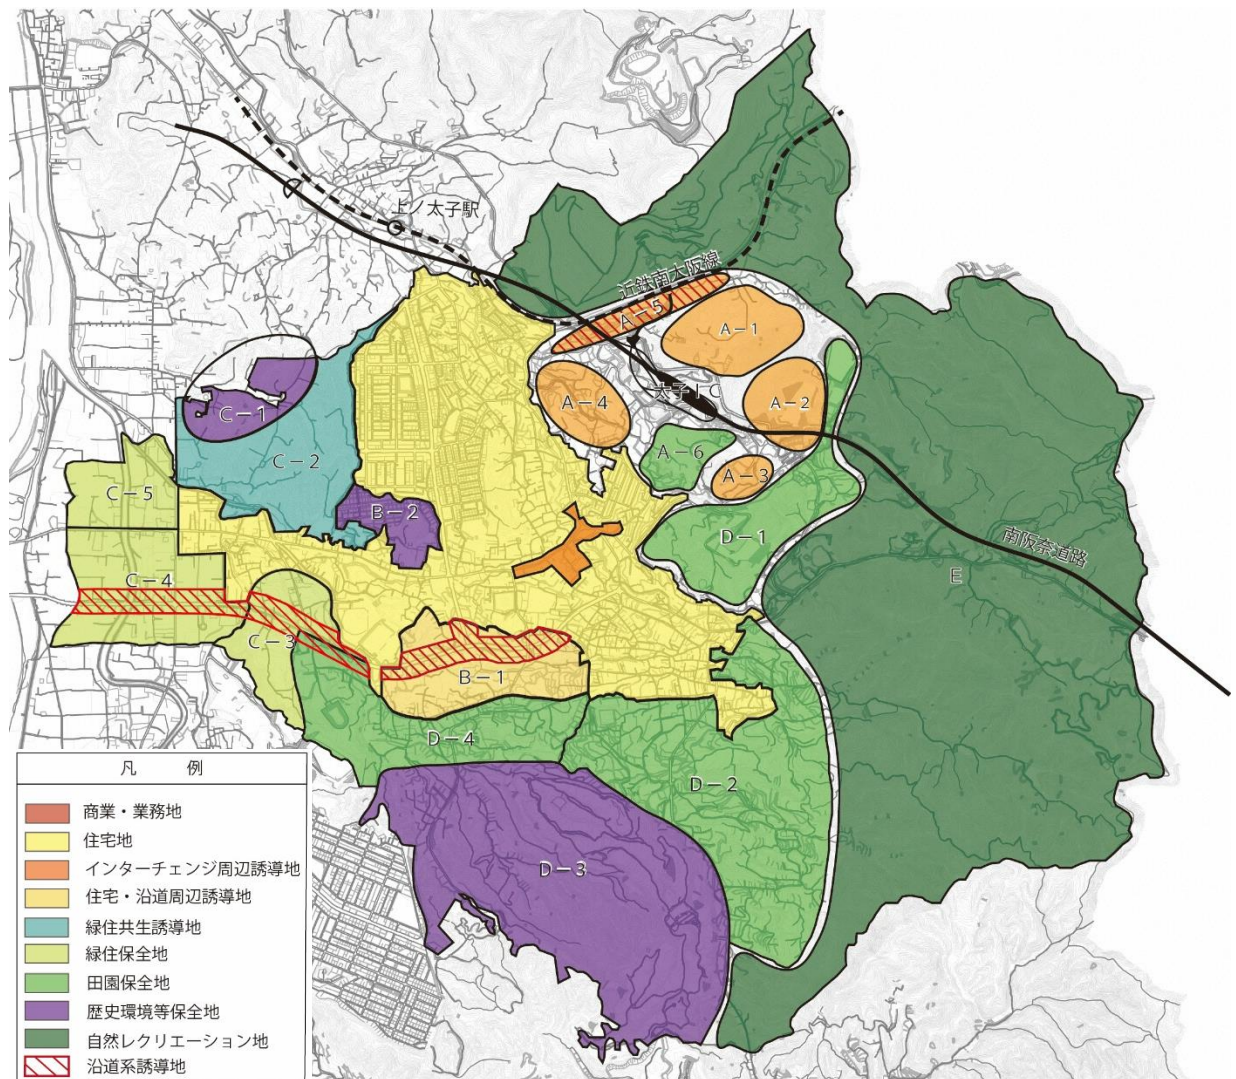 上ノ太子駅
近鉄南大阪線
A－5
A－1
太子IC
A－4
A－2
C－1
A－6
A－3
C－2
C－5
B－2
D－1
南阪奈道路
E
C－4
C－3
B－1
D－4
D－2
D－3
凡　例
商業・業務地
住宅地
インターチェンジ周辺誘導地
住宅・沿道周辺誘導地
緑住共生誘導地
緑住保全地
田園保全地
歴史環境等保全地
自然レクリエーション地
沿道系誘導地